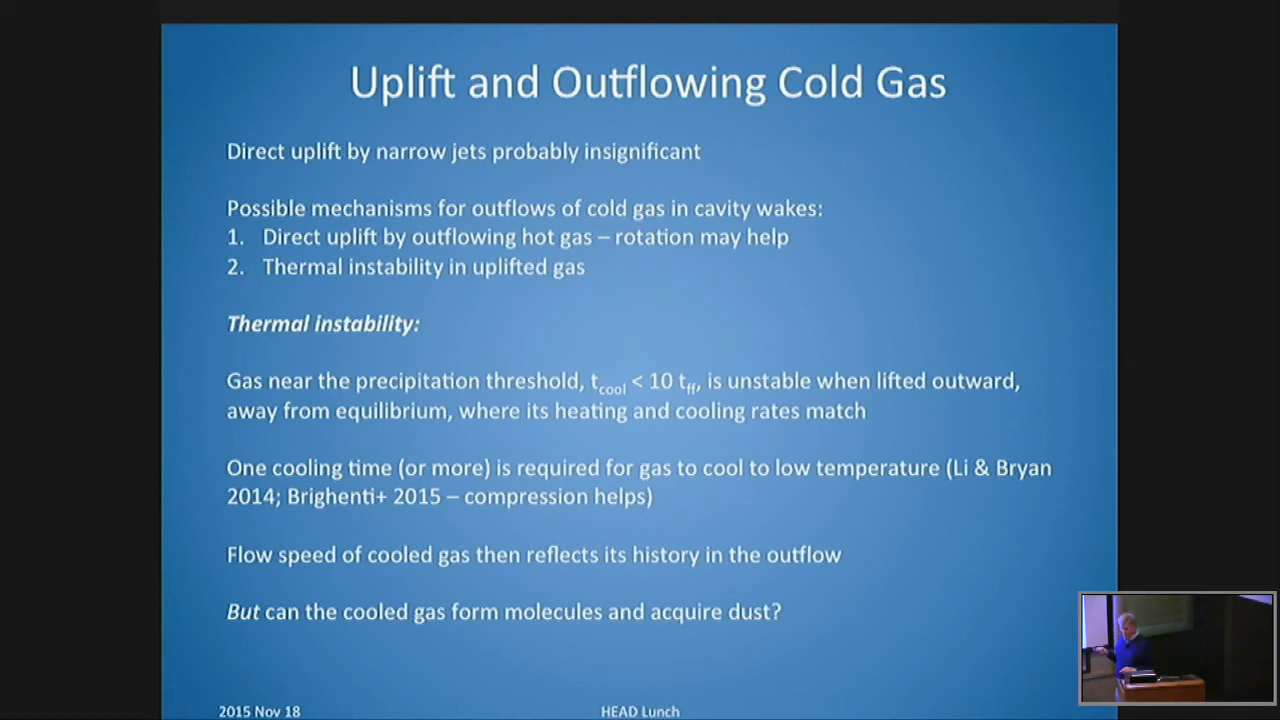 Uplift and Outflowing Cold Gas
Direct uplift by narrow jets probably insignificant
Possible mechanisms for outflows of cold gas in cavity wakes:
1. Direct uplift by outflowing hot gas – rotation may help
2. Thermal instability in uplifted gas
Thermal instability:
Gas near the precipitation threshold, tcool < 10 tff, is unstable when lifted outward,
away from equilibrium, where its heating and cooling rates match
One cooling time (or more) is required for gas to cool to low temperature (Li & Bryan
2014; Brighenti+ 2015 – compression helps)
Flow speed of cooled gas then reflects its history in the outflow
But can the cooled gas form molecules and acquire dust?
2015 Nov 18
HEAD Lunch